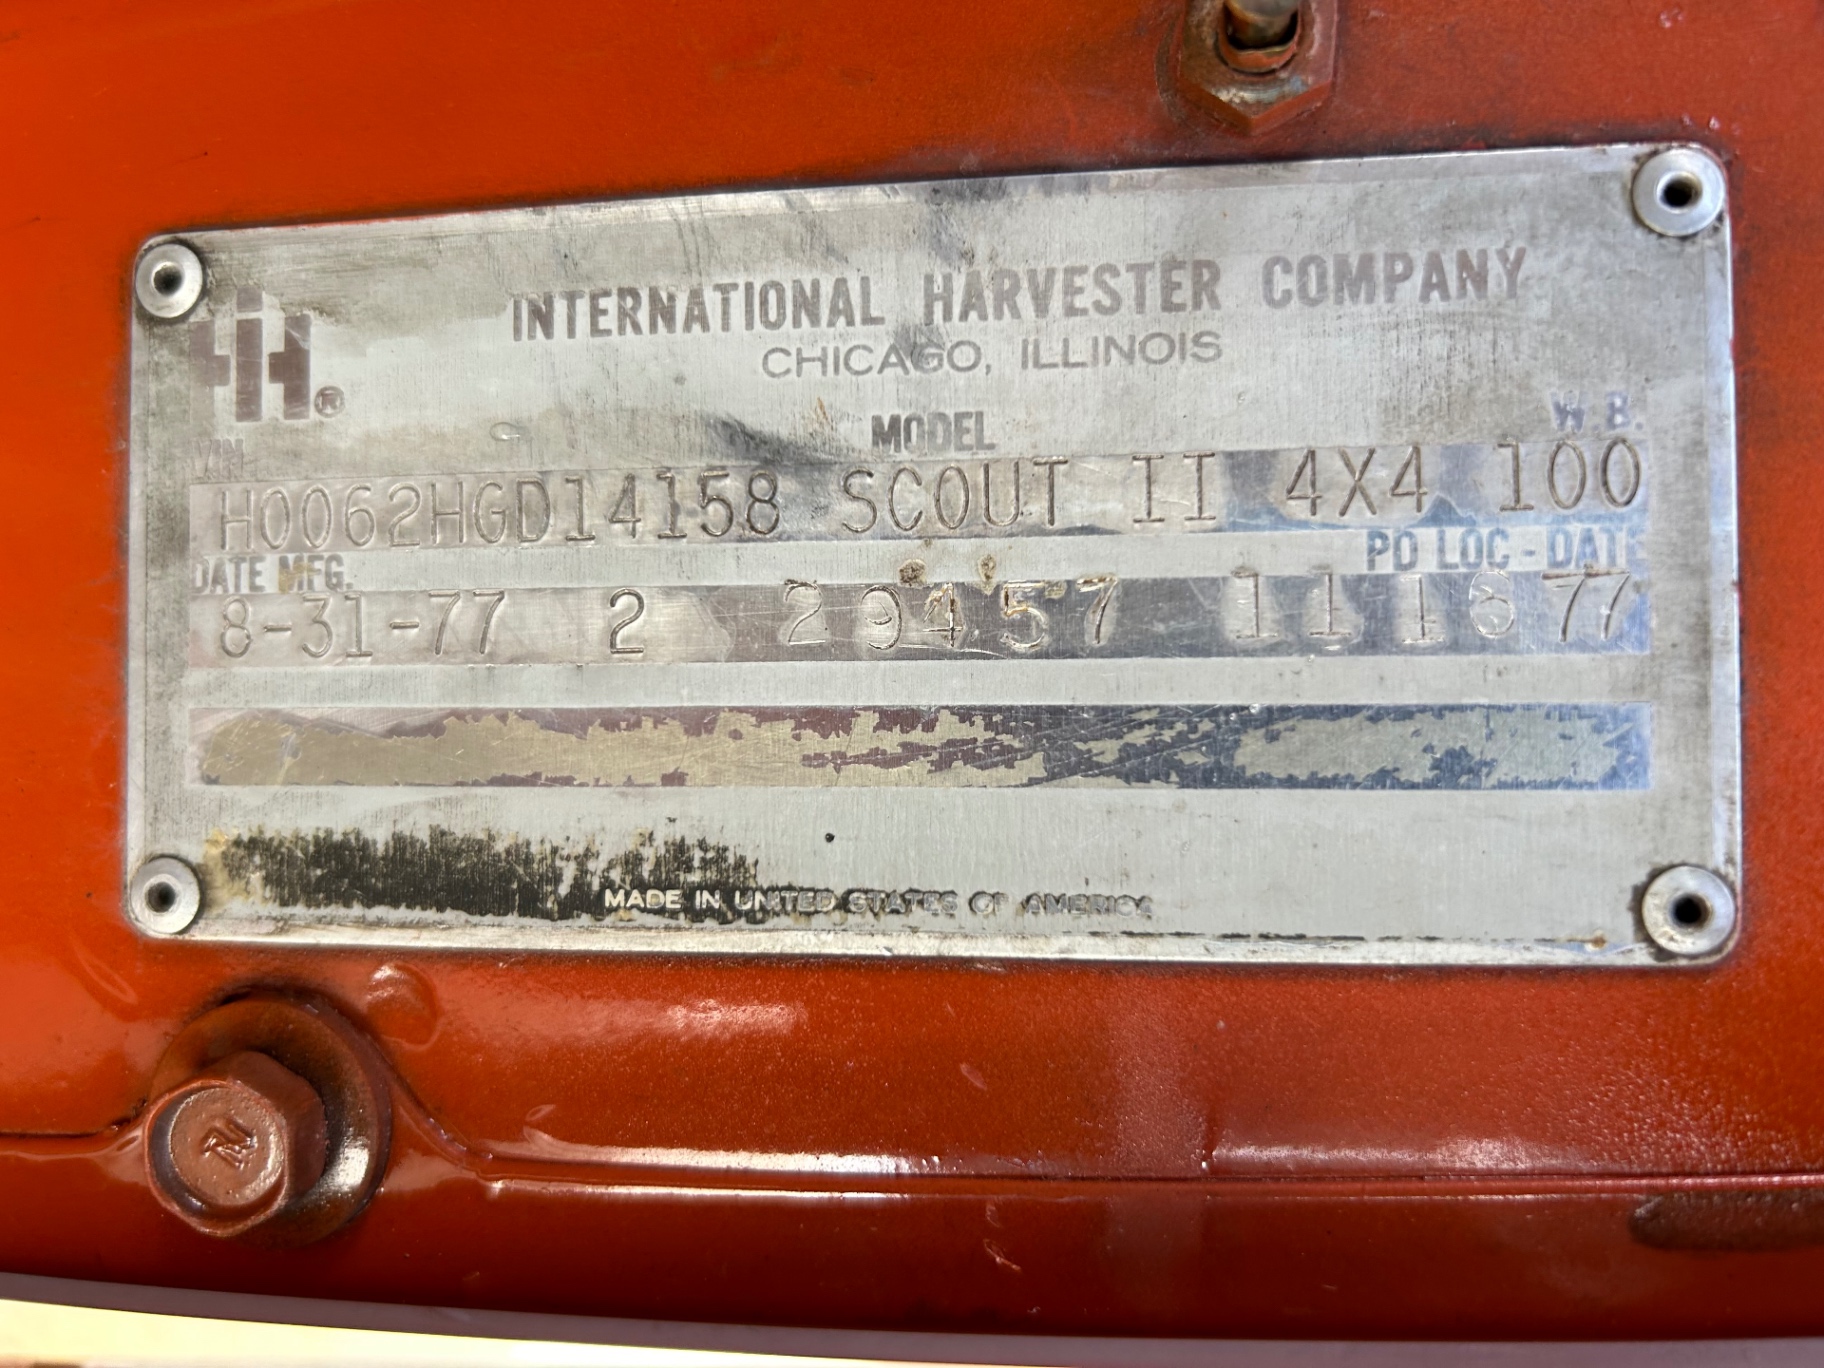 INTERNATIONAL HARVESTER COMPANY
IH®
CHICAGO, ILLINOIS
VIN MODEL W B.
H0062HGD14158 SCOUT II 4X4 100
DATE MFG. PO LOC - DATE
8-31-77 2 29457 111677
MADE IN UNITED STATES OF AMERICA
N